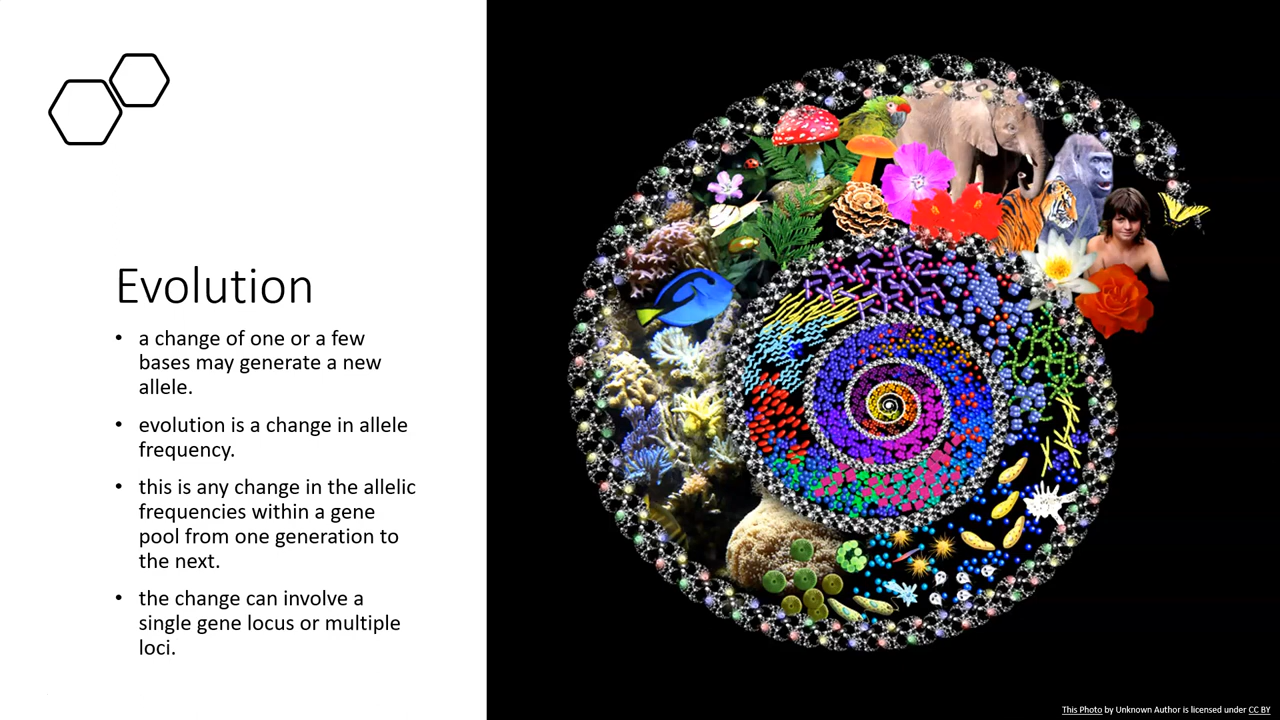 Evolution
• a change of one or a few
bases may generate a new
allele.
• evolution is a change in allele
frequency.
• this is any change in the allelic
frequencies within a gene
pool from one generation to
the next.
• the change can involve a
single gene locus or multiple
loci.
This Photo by Unknown Author is licensed under CC BY